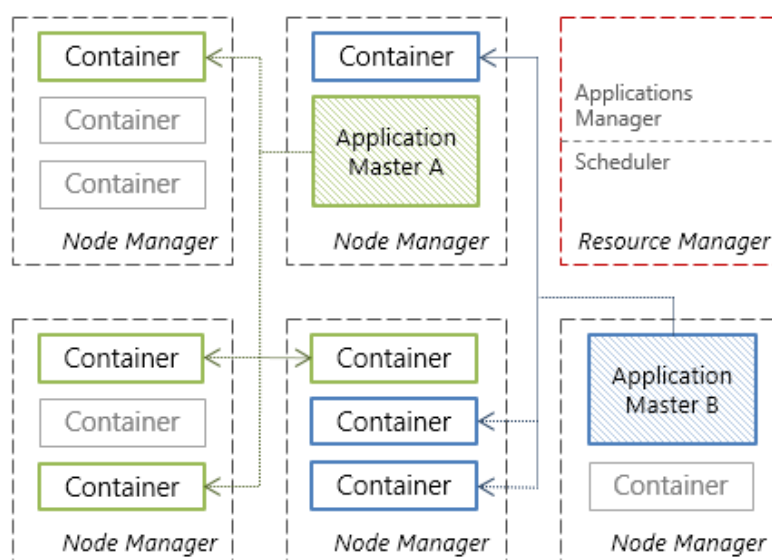 Container
Container
Container
Node Manager
Container
Application
Master A
Node Manager
Applications
Manager
Scheduler
Resource Manager
Container
Container
Container
Node Manager
Container
Container
Container
Node Manager
Application
Master B
Container
Node Manager